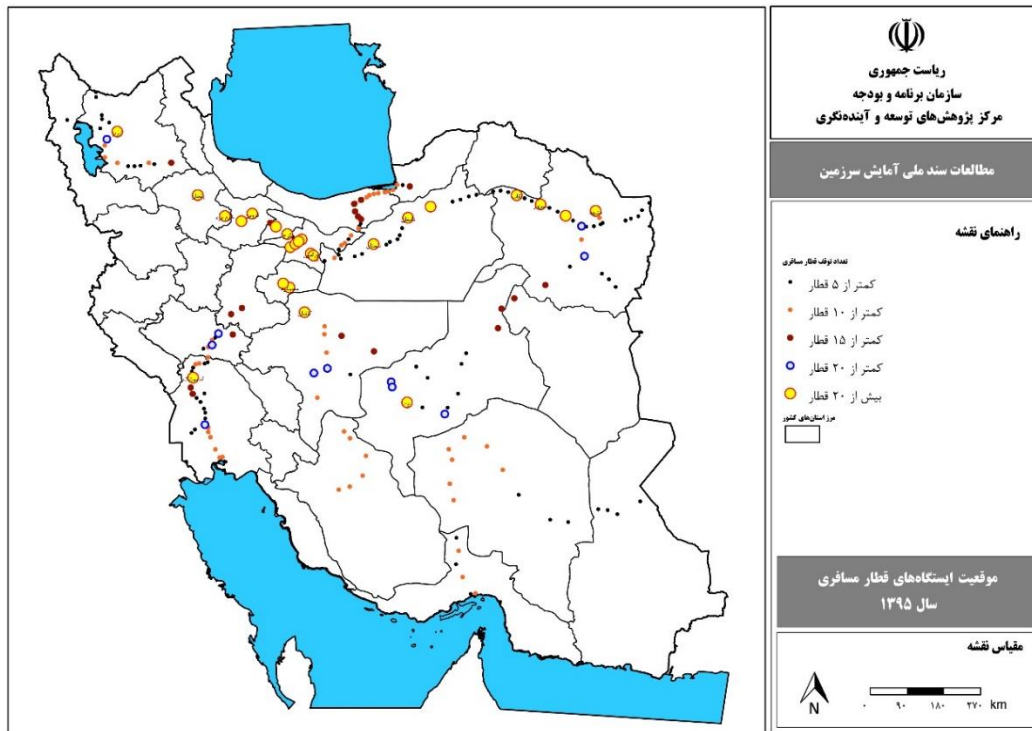 ریاست جمهوری
سازمان برنامه و بودجه
مرکز پژوهش‌های توسعه و آینده‌نگری
مطالعات سند ملی آمایش سرزمین
راهنمای نقشه
تعداد توقف قطار مسافری
کمتر از ۵ قطار
کمتر از ۱۰ قطار
کمتر از ۱۵ قطار
کمتر از ۲۰ قطار
بیش از ۲۰ قطار
مرز استان‌های کشور
موقعیت ایستگاه‌های قطار مسافری
سال ۱۳۹۵
مقیاس نقشه
N
۰ ۹۰ ۱۸۰ ۲۷۰ km